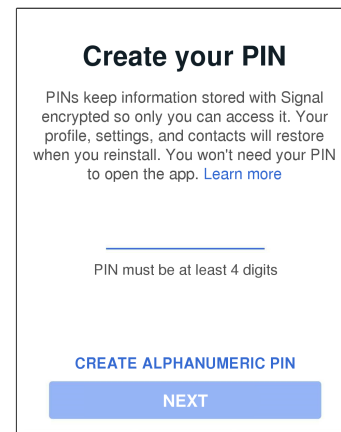 Create your PIN
PINs keep information stored with Signal
encrypted so only you can access it. Your
profile, settings, and contacts will restore
when you reinstall. You won't need your PIN
to open the app. Learn more
PIN must be at least 4 digits
CREATE ALPHANUMERIC PIN
NEXT